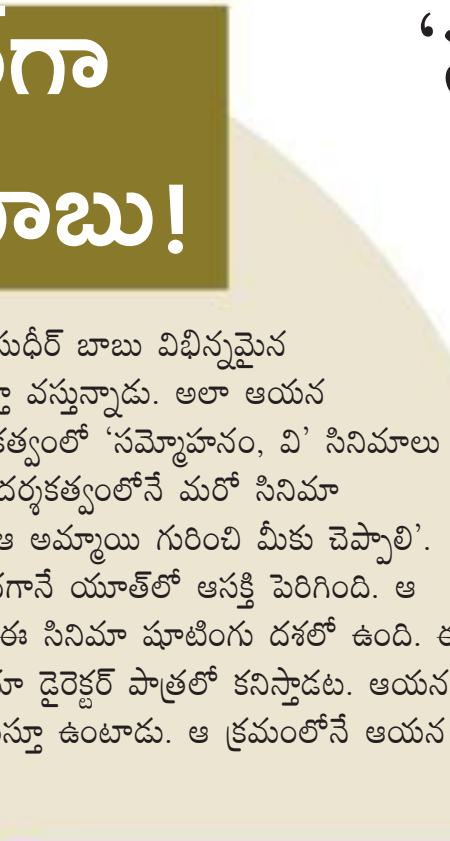 గా
బాబు!
సుధీర్ బాబు విభిన్నమైన
వస్తున్నాడు. అలా ఆయన
‘సమ్మోహనం, వి’ సినిమాలు
దర్శకత్వంలోనే మరో సినిమా
ఆ అమ్మాయి గురించి మీకు చెప్పాలి’.
యూత్‌లో ఆసక్తి పెరిగింది. ఆ
ఈ సినిమా షూటింగు దశలో ఉంది.
డైరెక్టర్ పాత్రలో కనిస్తాడట. ఆయన
ఉంటాడు. ఆ క్రమంలోనే ఆయన